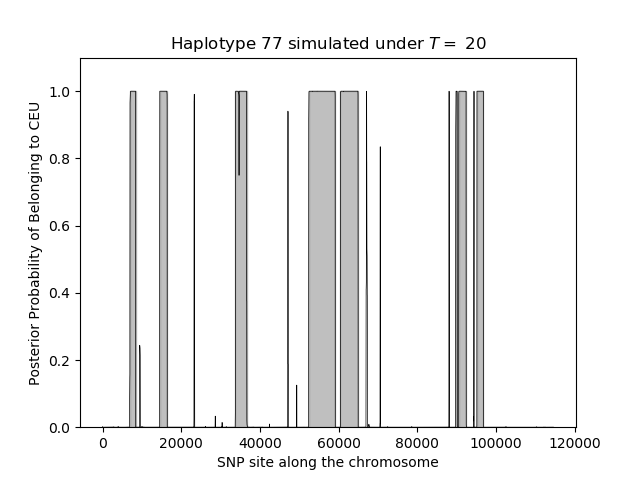 Haplotype 77 simulated under T = 20
Posterior Probability of Belonging to CEU
1.0
0.8
0.6
0.4
0.2
0.0
0 20000 40000 60000 80000 100000 120000
SNP site along the chromosome